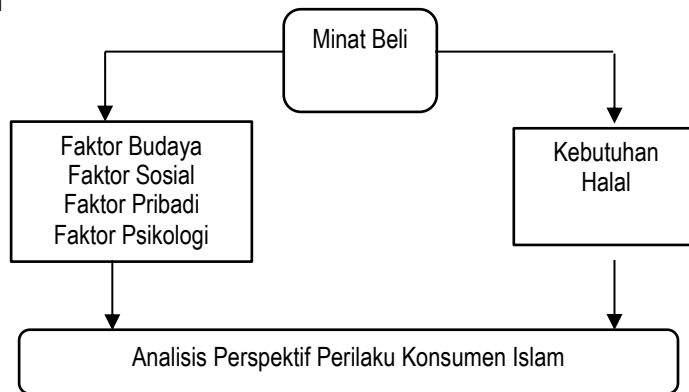 Minat Beli
Faktor Budaya
Faktor Sosial
Faktor Pribadi
Faktor Psikologi
Kebutuhan
Halal
Analisis Perspektif Perilaku Konsumen Islam